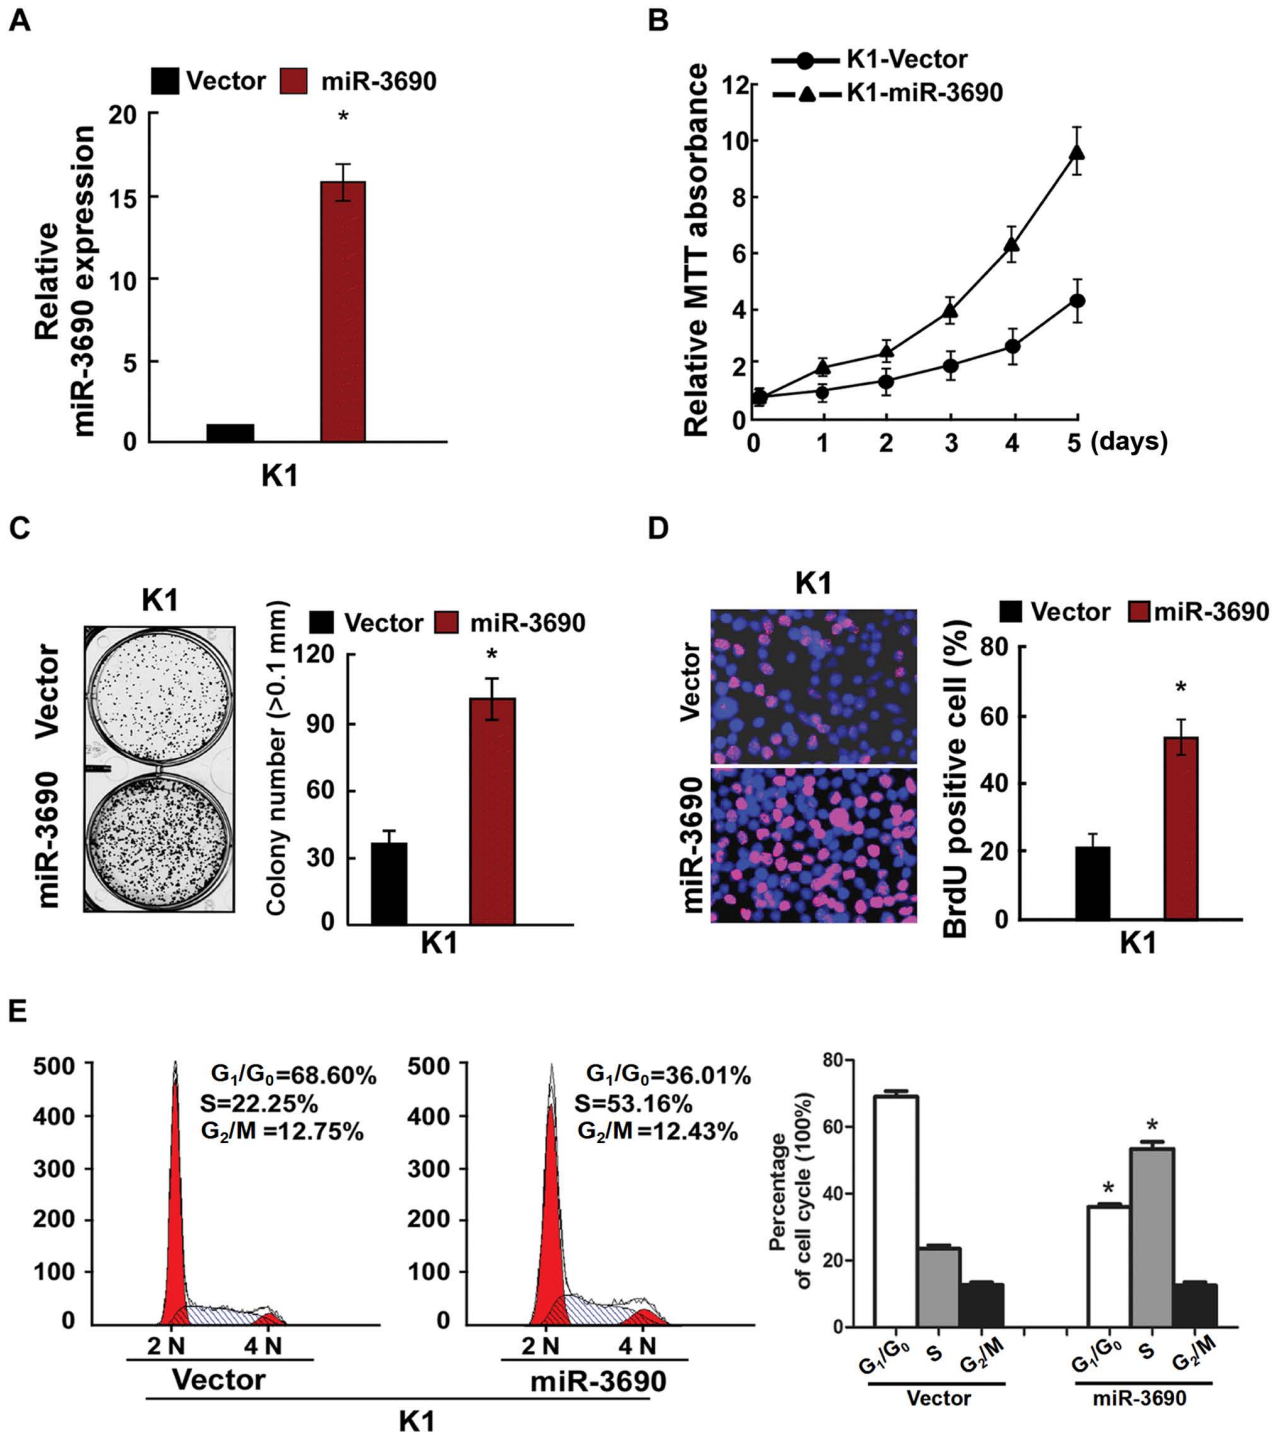 A
Vector miR-3690
*
Relative
miR-3690 expression
20
15
10
5
0
K1
B
K1-Vector
K1-miR-3690
Relative MTT absorbance
12
10
8
6
4
2
0
0 1 2 3 4 5 (days)
C
K1
Vector
miR-3690
Vector miR-3690
Colony number (>0.1 mm)
120
90
60
30
0
*
K1
D
K1
Vector
miR-3690
Vector miR-3690
BrdU positive cell (%)
80
60
40
20
0
*
K1
E
500
400
300
200
100
0
G1/G0=68.60%
S=22.25%
G2/M =12.75%
2 N 4 N
Vector
500
400
300
200
100
0
G1/G0=36.01%
S=53.16%
G2/M =12.43%
2 N 4 N
miR-3690
K1
Percentage
of cell cycle (100%)
80
60
40
20
0
*
*
G1/G0 S G2/M G1/G0 S G2/M
Vector miR-3690